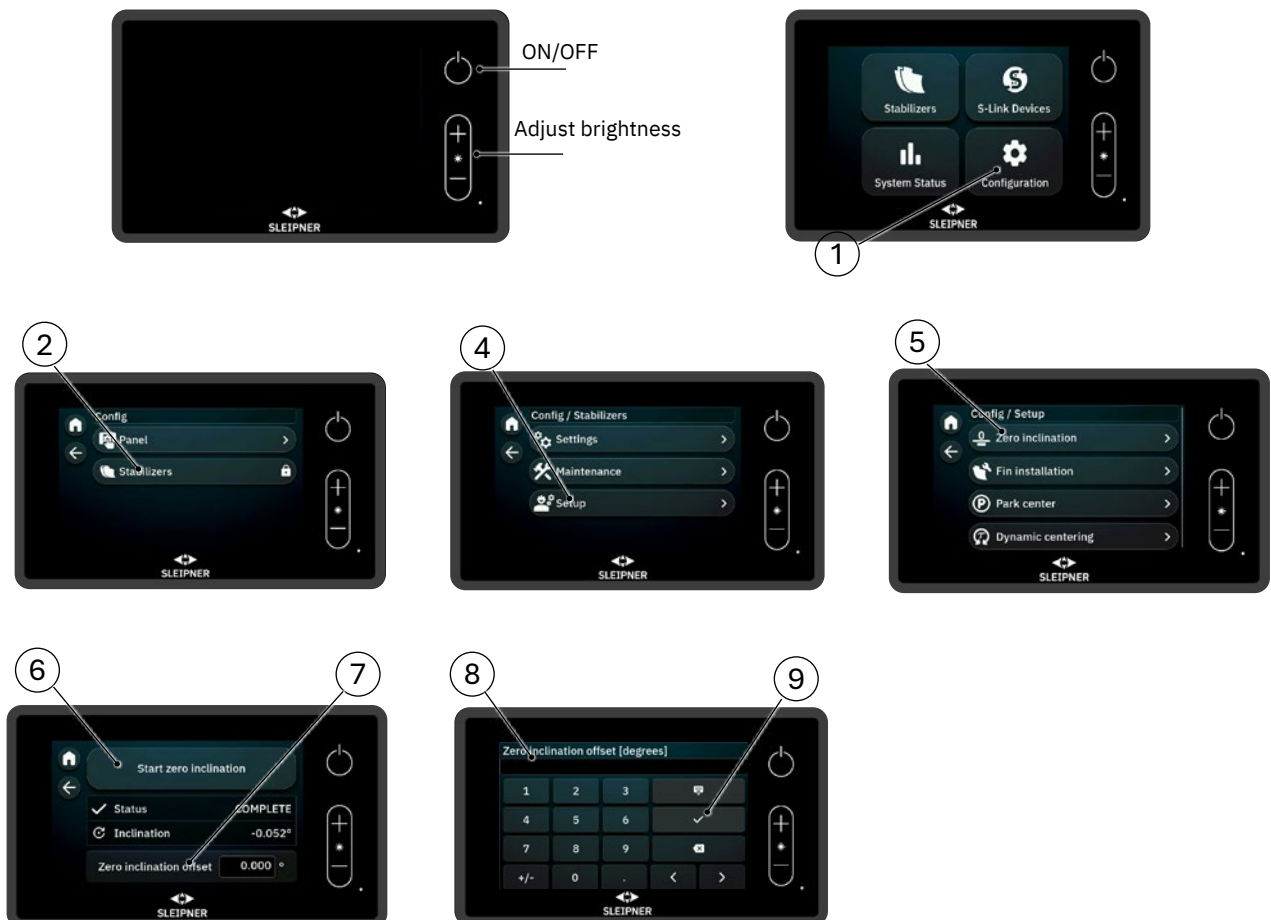 ON/OFF
Adjust brightness
SLEIPNER
Stabilizers
S-Link Devices
System Status
Configuration
SLEIPNER
1
2
Config
Panel
Stabilizers
SLEIPNER
4
Config / Stabilizers
Settings
Maintenance
Setup
SLEIPNER
5
Config / Setup
Zero inclination
Fin installation
Park center
Dynamic centering
SLEIPNER
6
7
Start zero inclination
Status COMPLETE
Inclination -0.052°
Zero inclination offset 0.000 °
SLEIPNER
8
9
Zero inclination offset [degrees]
1 2 3
4 5 6
7 8 9
+/- 0 . < >
SLEIPNER